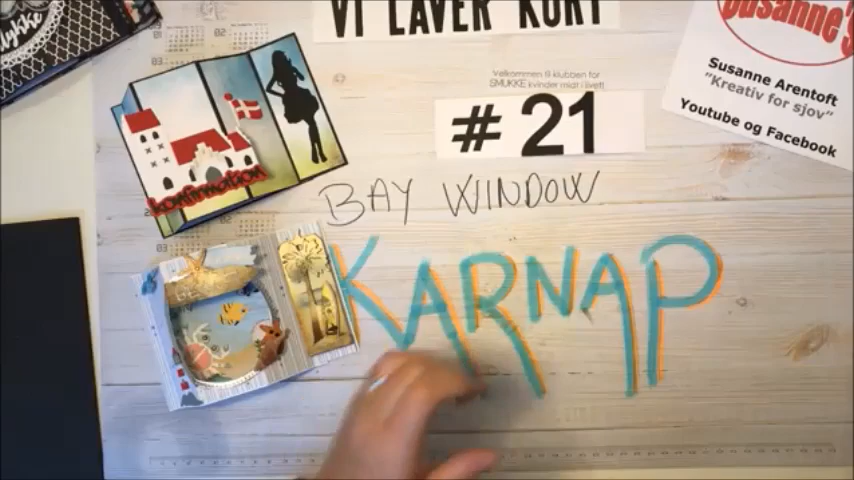 lykke
VI LAVER KORT
Velkommen til klubben for
SMUKKE kvinder midt i livet!
# 21
Susanne's
Susanne Arentoft
"Kreativ for sjov"
Youtube og Facebook
konfirmation
BAY WINDOW
KARNAP